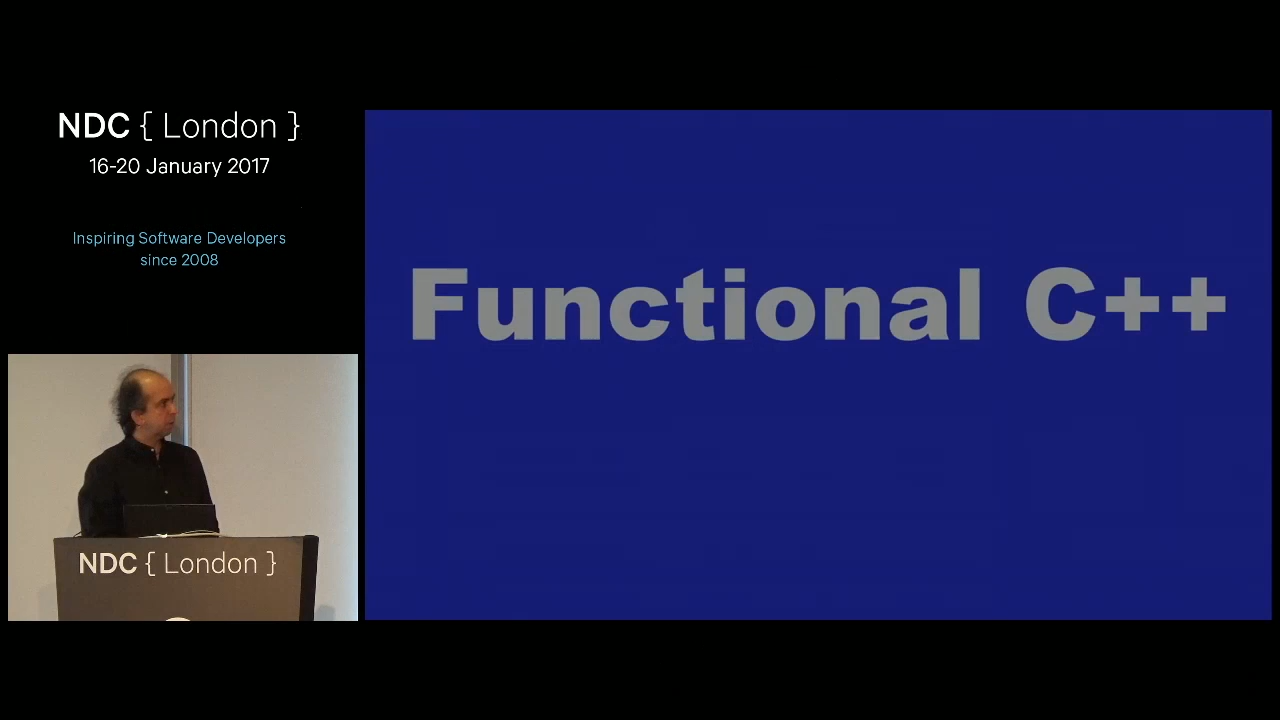 NDC { London }
16-20 January 2017
Inspiring Software Developers
since 2008
Functional C++
NDC { London }